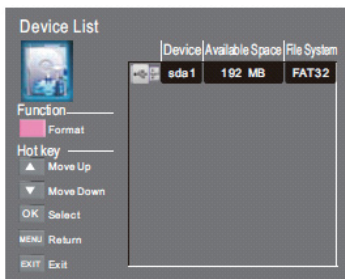 Device List
Device Available Space File System
sda1 192 MB FAT32
Function
Format
Hot key
Move Up
Move Down
OK Select
MENU Return
EXIT Exit